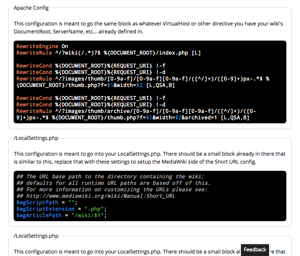 Apache Config
This configuration is meant to go the same block as whatever VirtualHost or other directive you have your wiki's
DocumentRoot, ServerName, etc... already defined in.
RewriteEngine On
RewriteRule ^/?wiki(/.*)?$ %{DOCUMENT_ROOT}/index.php [L]
RewriteCond %{DOCUMENT_ROOT}%{REQUEST_URI} !-f
RewriteCond %{DOCUMENT_ROOT}%{REQUEST_URI} !-d
RewriteRule ^/?images/thumb/[0-9a-f]/[0-9a-f][0-9a-f]/([^/]+)/([0-9]+)px-.*$ %
{DOCUMENT_ROOT}/thumb.php?f=$1&width=$2 [L,QSA,B]
RewriteCond %{DOCUMENT_ROOT}%{REQUEST_URI} !-f
RewriteCond %{DOCUMENT_ROOT}%{REQUEST_URI} !-d
RewriteRule ^/?images/thumb/archive/[0-9a-f]/[0-9a-f][0-9a-f]/([^/]+)/([0-
9]+)px-.*$ %{DOCUMENT_ROOT}/thumb.php?f=$1&width=$2&archived=1 [L,QSA,B]
/LocalSettings.php
This configuration is meant to go into your LocalSettings.php. There should be a small block already in there that
is similar to this, replace that with these settings to setup the MediaWiki side of the Short URL config.
## The URL base path to the directory containing the wiki;
## defaults for all runtime URL paths are based off of this.
## For more information on customizing the URLs please see:
## http://www.mediawiki.org/wiki/Manual:Short_URL
$wgScriptPath = "";
$wgScriptExtension = ".php";
$wgArticlePath = "/wiki/$1";
/LocalSettings.php
This configuration is meant to go into your LocalSettings.php. There should be a small block al
Feedback